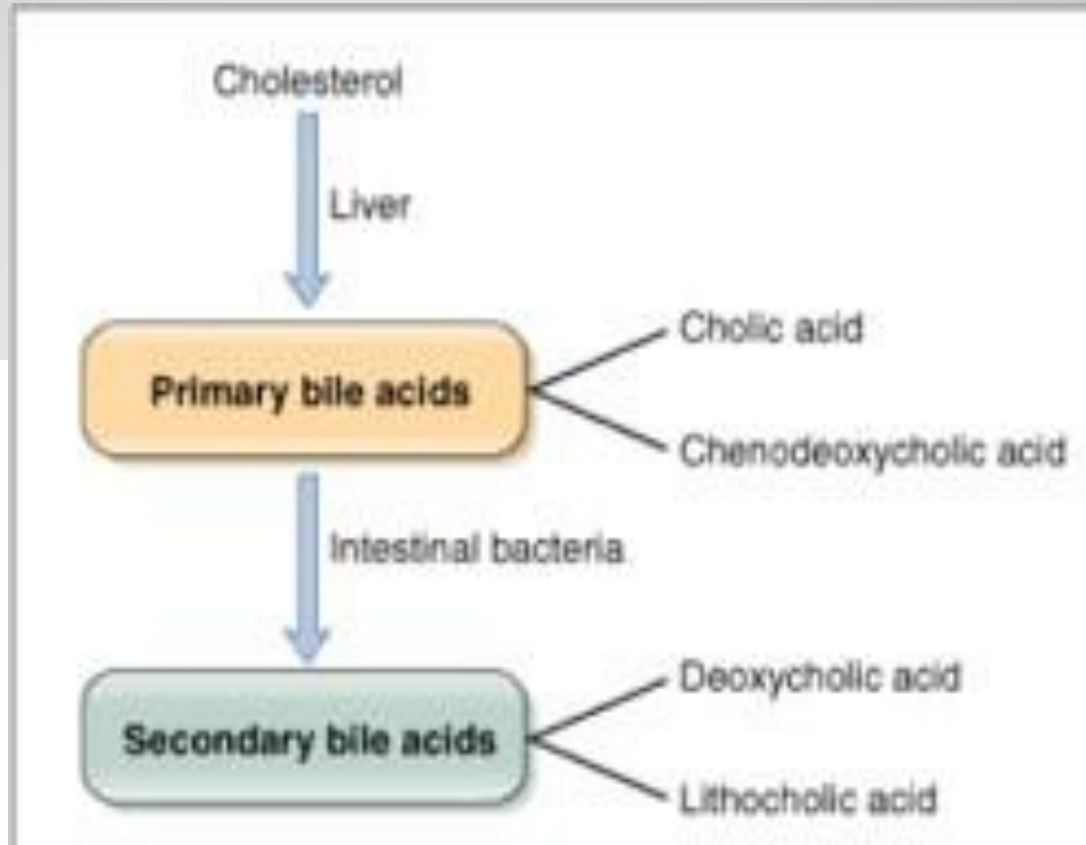 Cholesterol
Liver
Primary bile acids
Cholic acid
Chenodeoxycholic acid
Intestinal bacteria
Secondary bile acids
Deoxycholic acid
Lithocholic acid